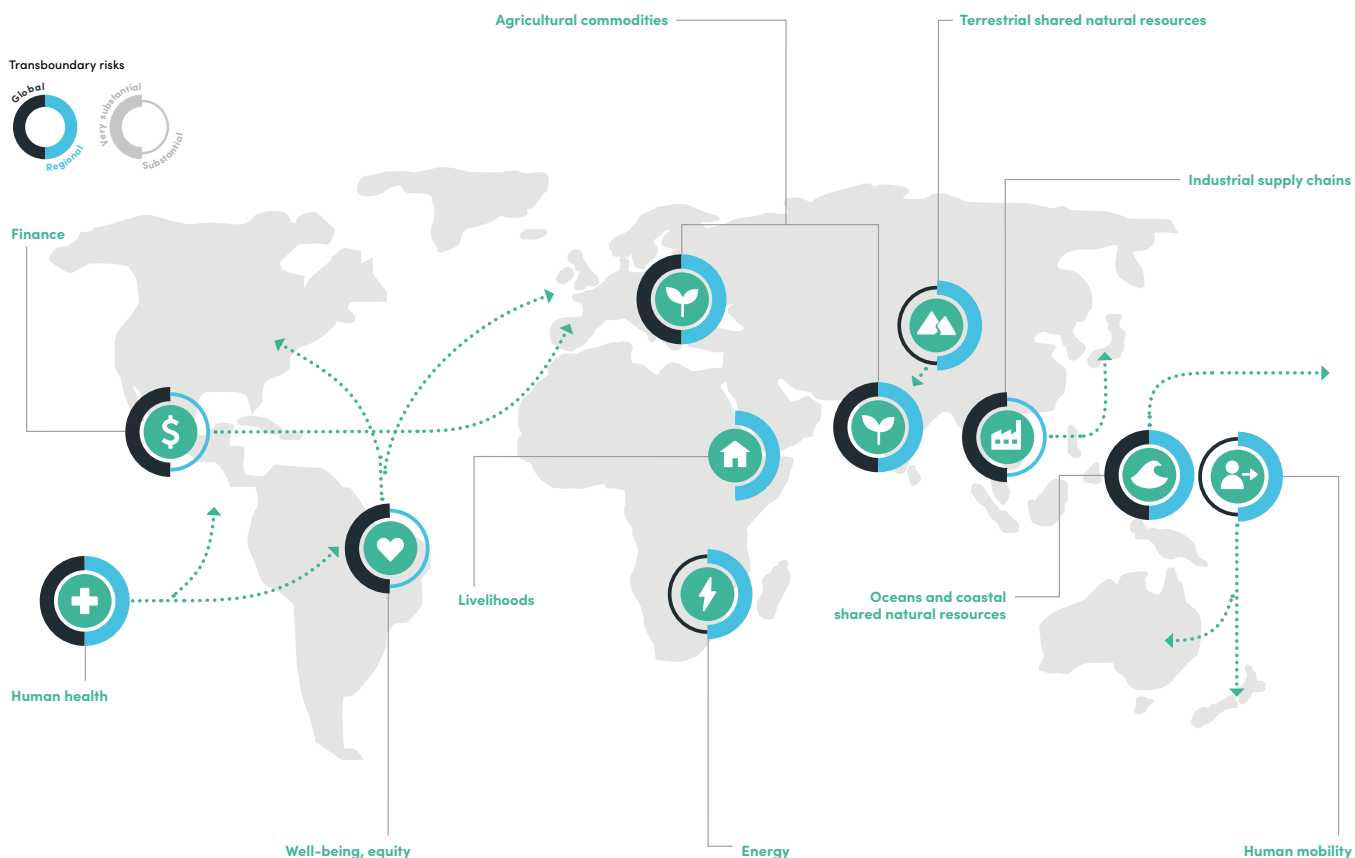 Agricultural commodities
Terrestrial shared natural resources
Transboundary risks
Global
Regional
Very substantial
Substantial
Industrial supply chains
Finance
$
Livelihoods
Oceans and coastal
shared natural resources
Human health
Well-being, equity
Energy
Human mobility